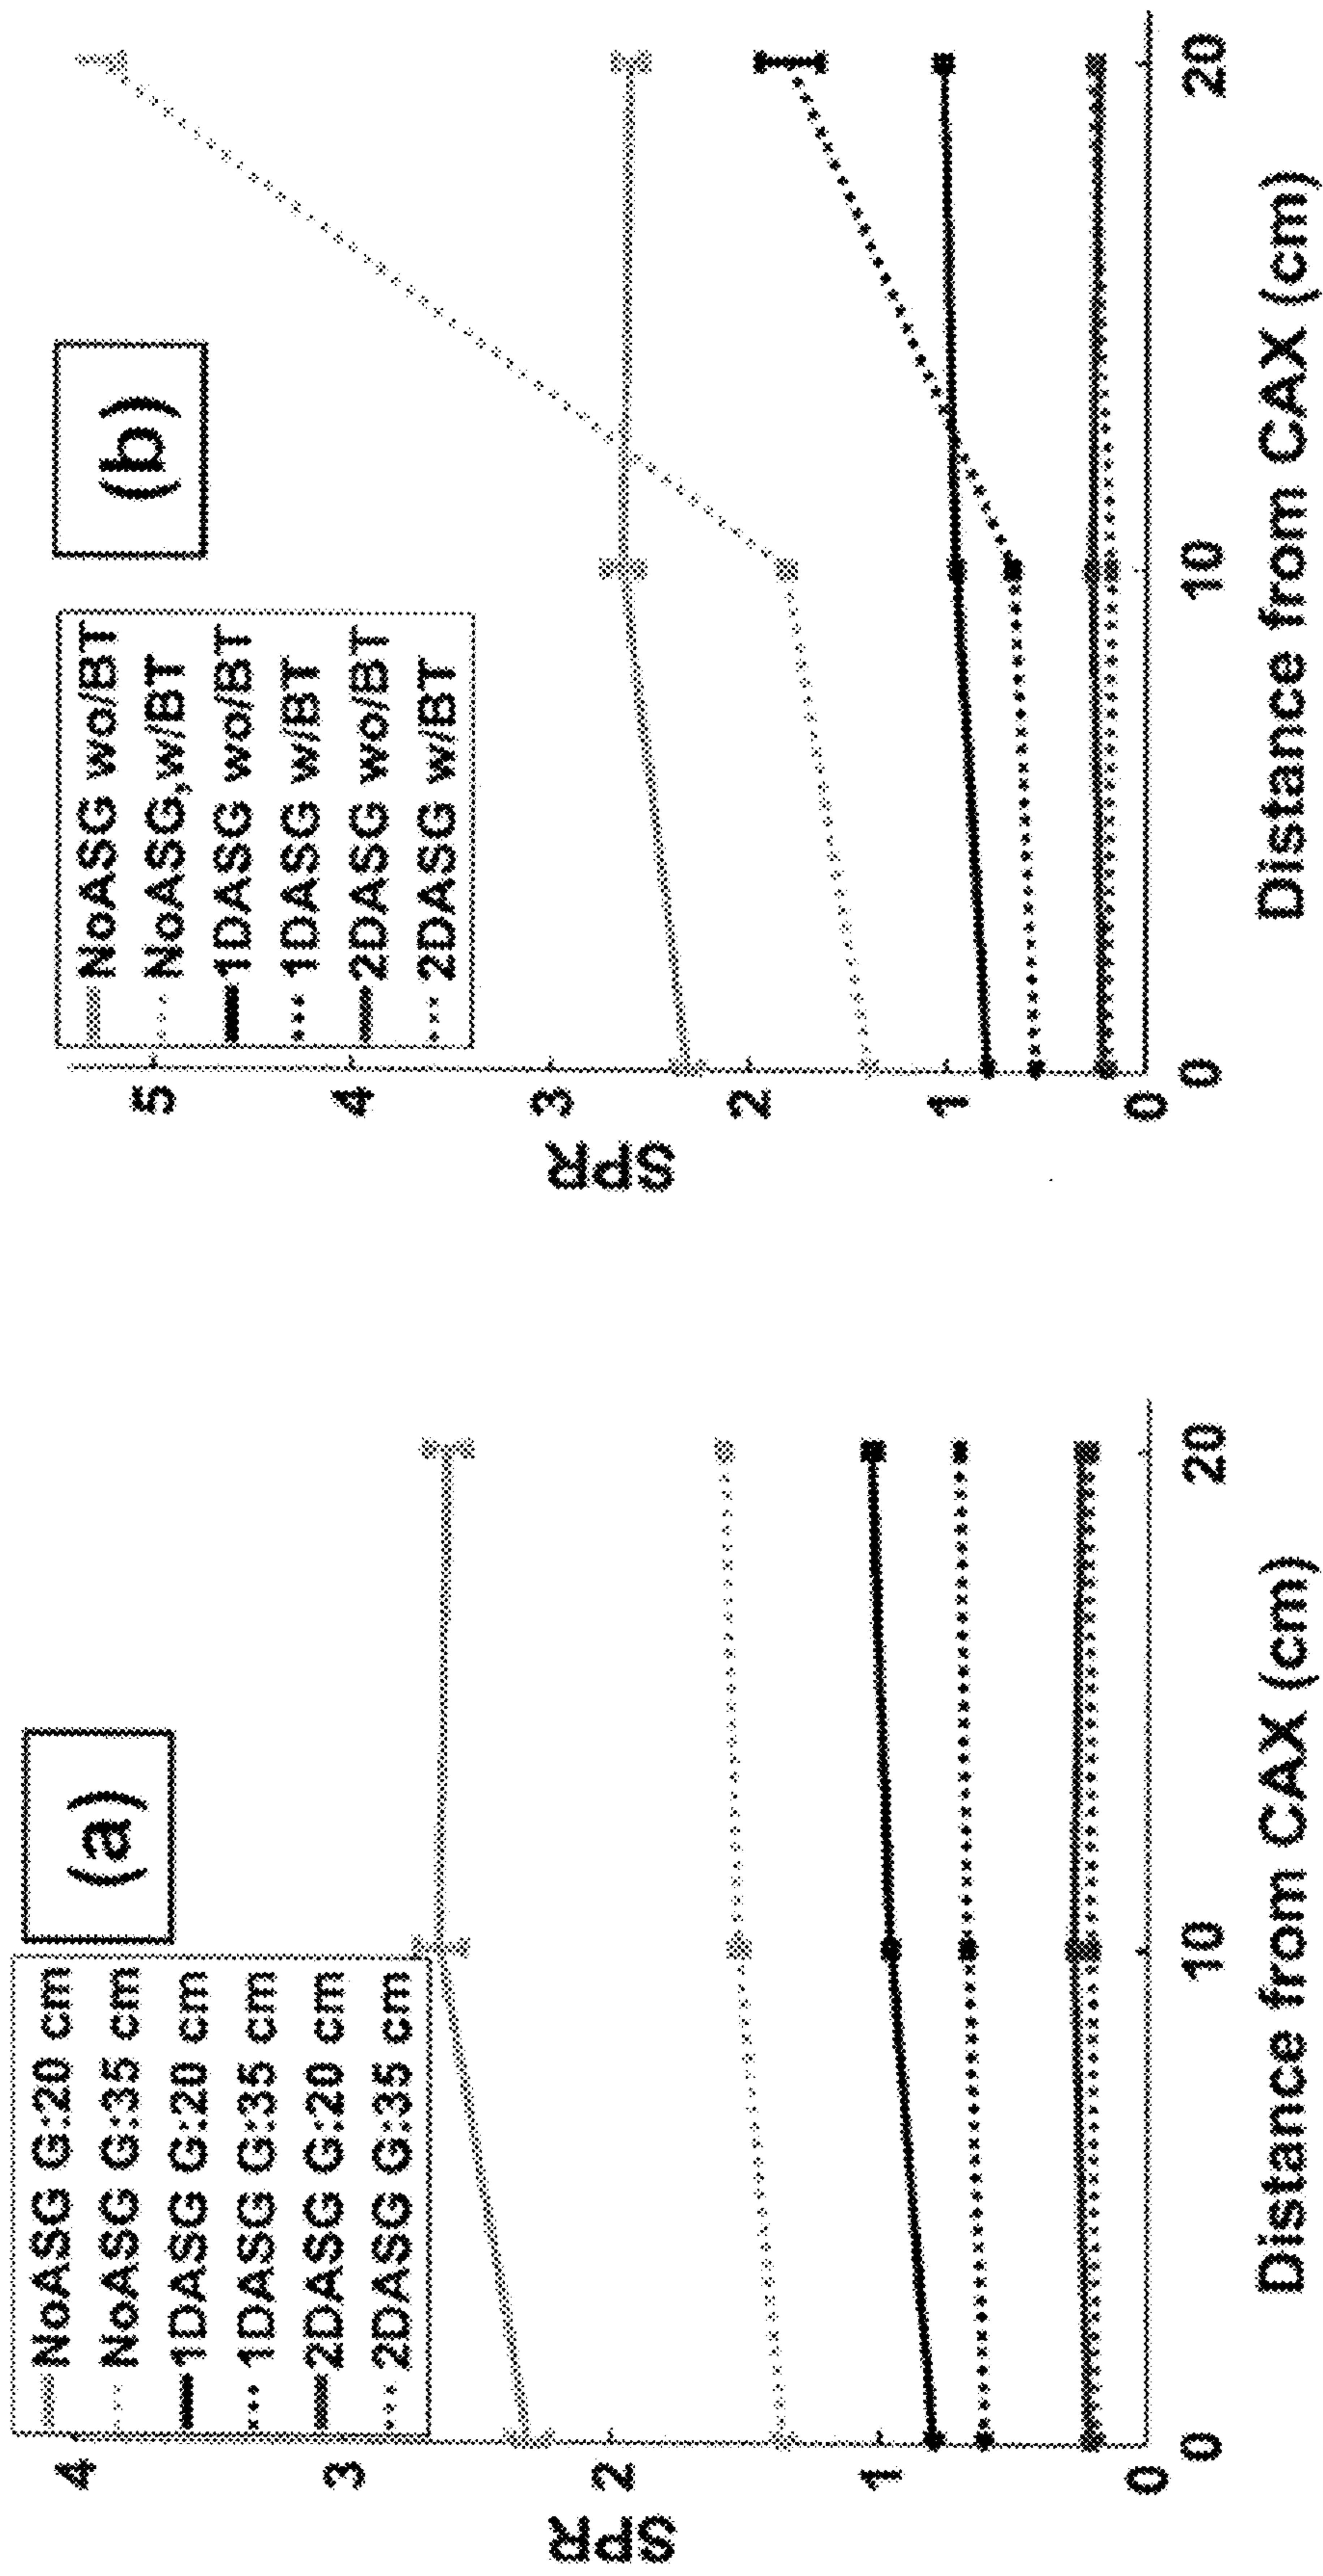 (a)
NoASG G:20 cm
NoASG G:35 cm
1DASG G:20 cm
1DASG G:35 cm
2DASG G:20 cm
2DASG G:35 cm
4
3
2
1
0
SPR
0
10
20
Distance from CAX (cm)
(b)
NoASG wo/BT
NoASG,w/BT
1DASG wo/BT
1DASG w/BT
2DASG wo/BT
2DASG w/BT
5
4
3
2
1
0
SPR
0
10
20
Distance from CAX (cm)